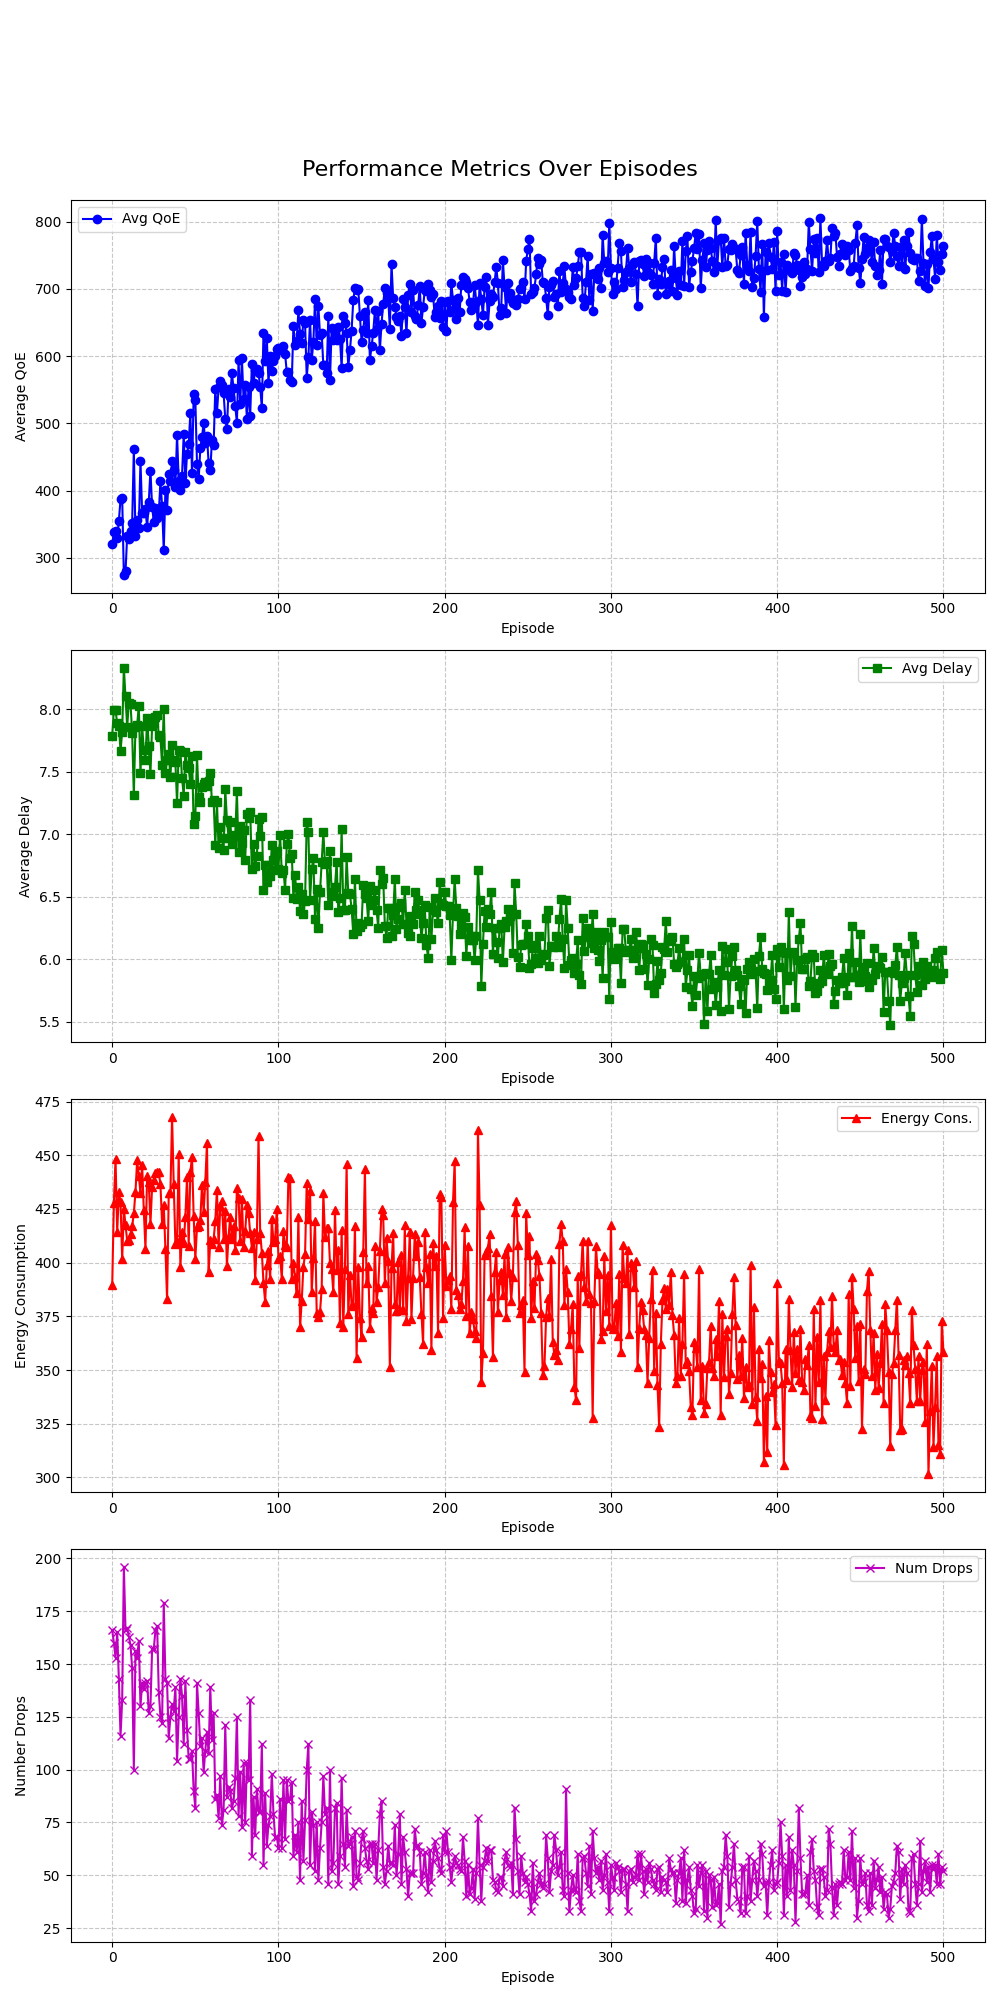 Performance Metrics Over Episodes
Avg QoE
800
700
600
500
400
300
Average QoE
0 100 200 300 400 500
Episode
Avg Delay
8.0
7.5
7.0
6.5
6.0
5.5
Average Delay
0 100 200 300 400 500
Episode
Energy Cons.
475
450
425
400
375
350
325
300
Energy Consumption
0 100 200 300 400 500
Episode
Num Drops
200
175
150
125
100
75
50
25
Number Drops
0 100 200 300 400 500
Episode